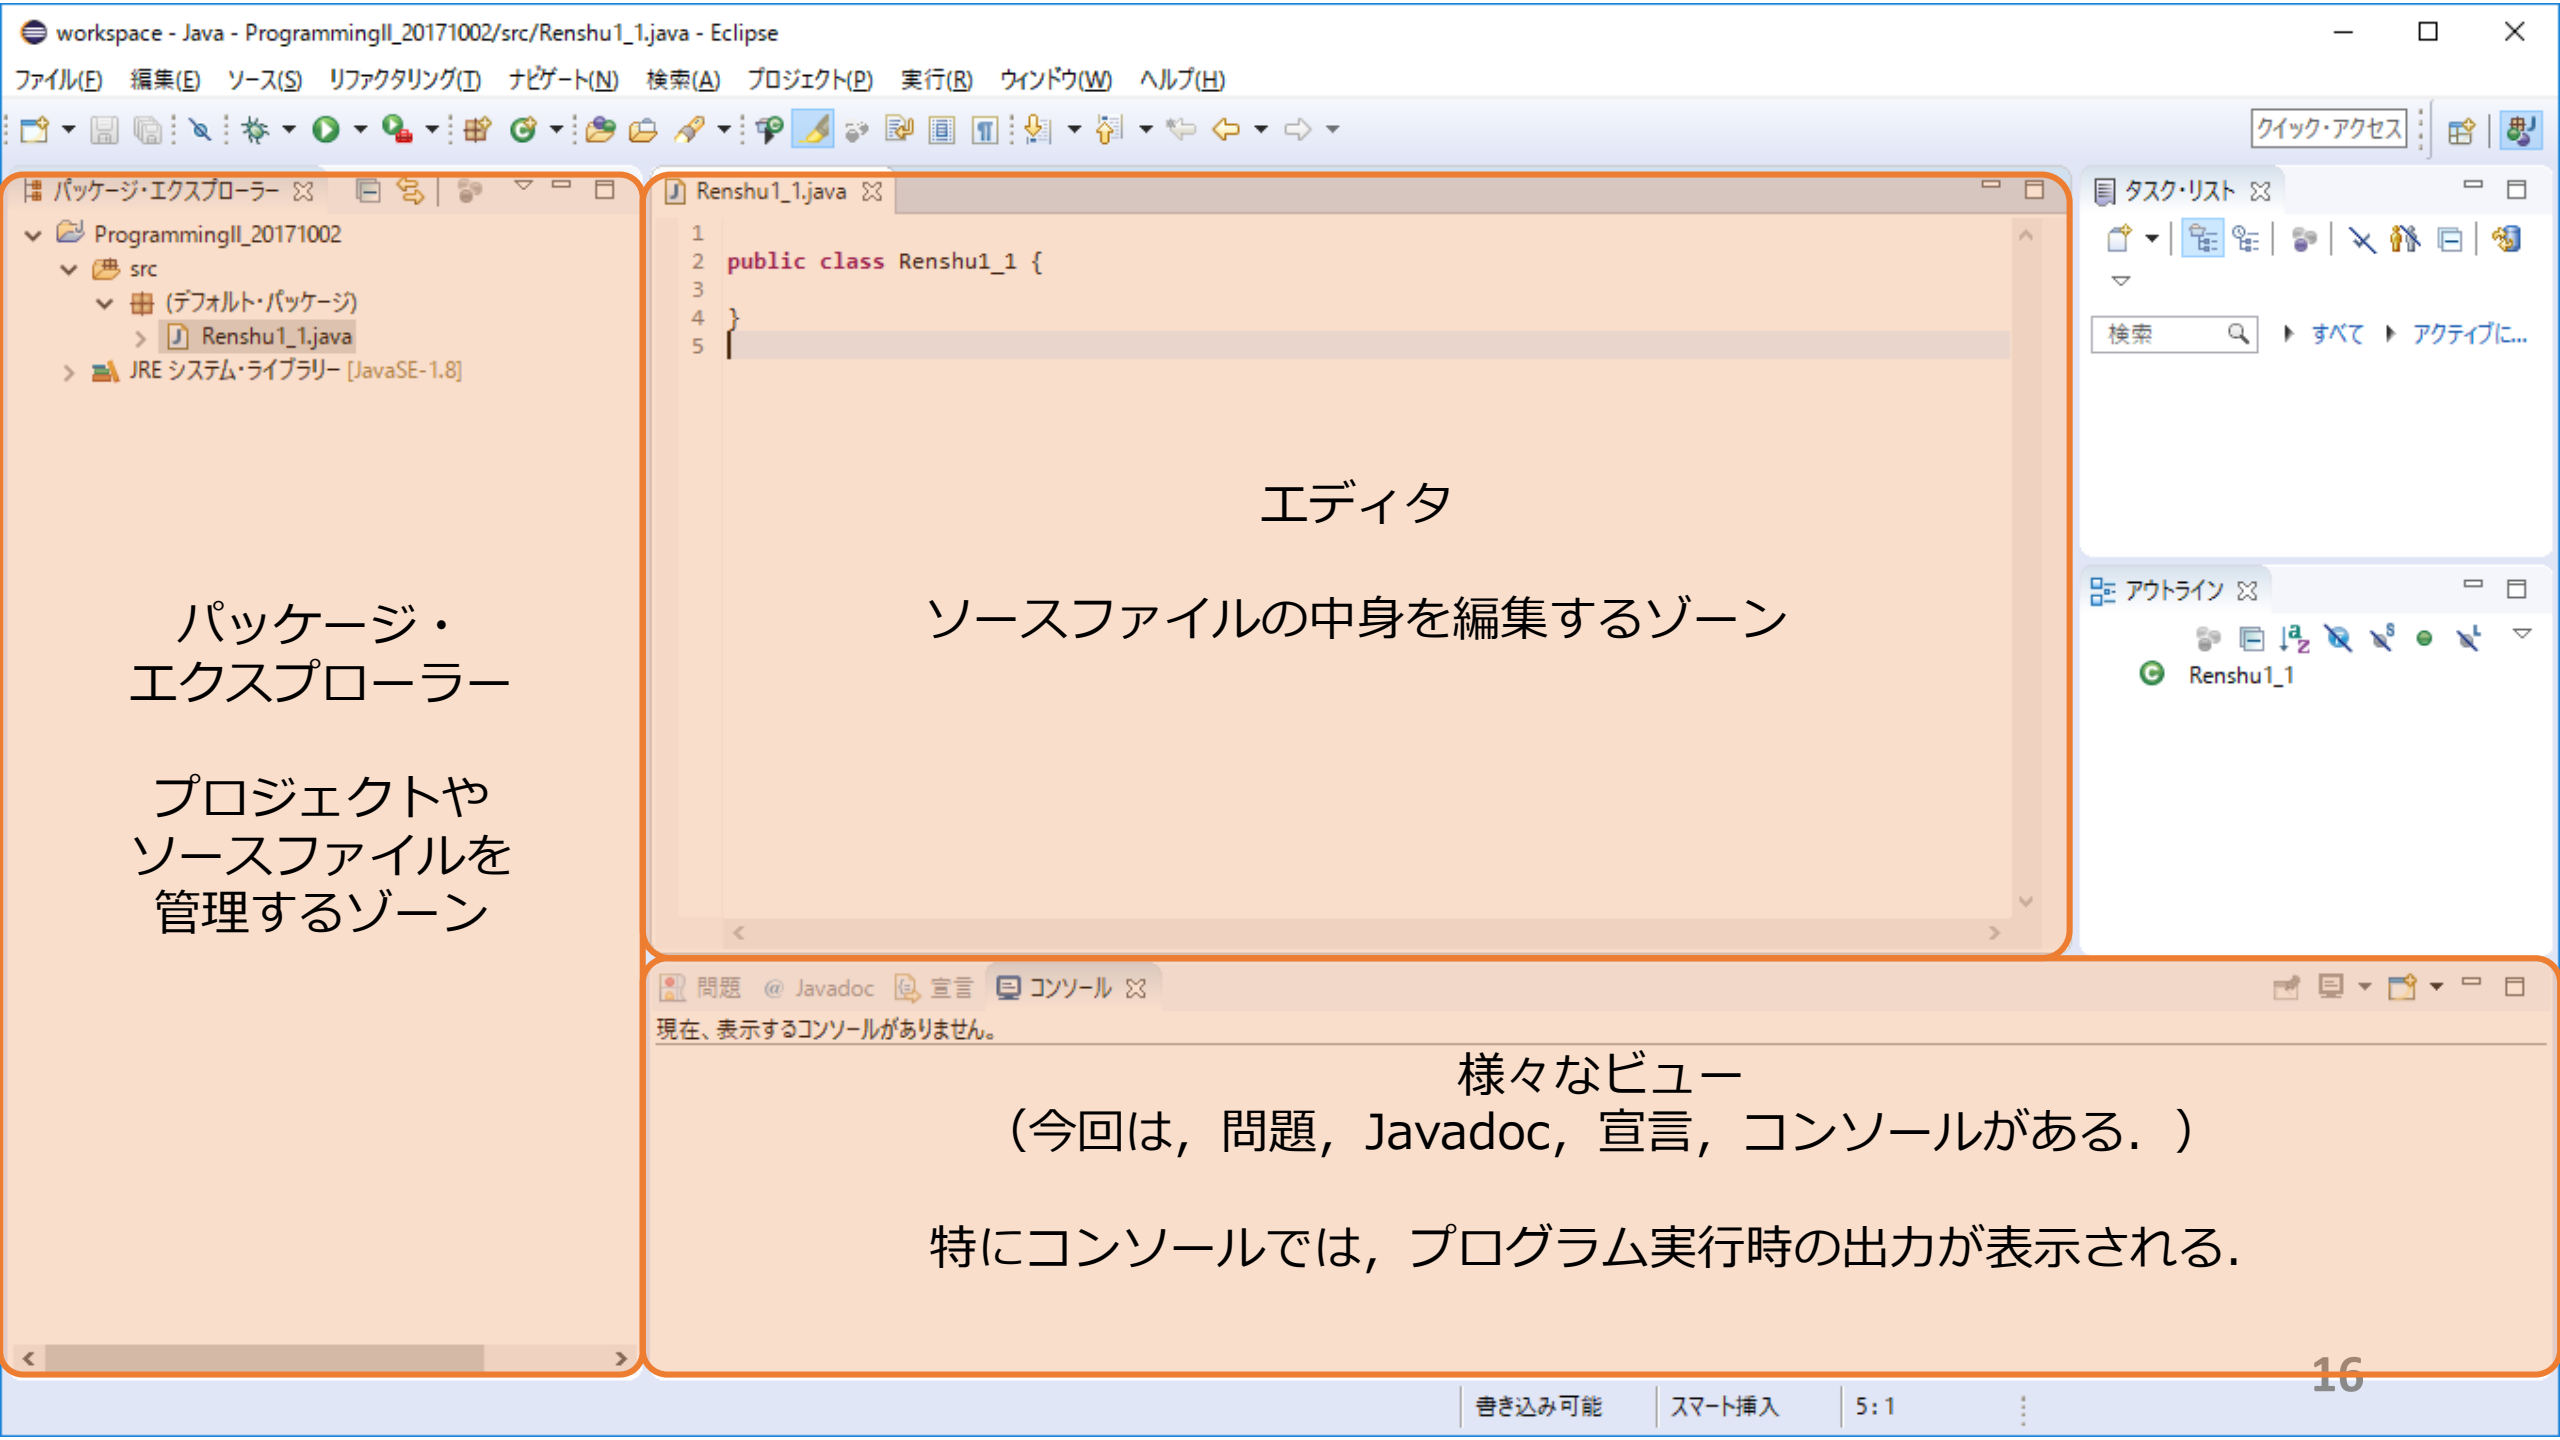 workspace - Java - ProgrammingII_20171002/src/Renshu1_1.java - Eclipse
ファイル(F) 編集(E) ソース(S) リファクタリング(T) ナビゲート(N) 検索(A) プロジェクト(P) 実行(R) ウィンドウ(W) ヘルプ(H)
クイック・アクセス
パッケージ・エクスプローラー
ProgrammingII_20171002
src
(デフォルト・パッケージ)
Renshu1_1.java
JRE システム・ライブラリー [JavaSE-1.8]
パッケージ・
エクスプローラー
プロジェクトや
ソースファイルを
管理するゾーン
Renshu1_1.java
1
2 public class Renshu1_1 {
3
4 }
5
エディタ
ソースファイルの中身を編集するゾーン
タスク・リスト
検索 すべて アクティブに...
アウトライン
Renshu1_1
問題 @ Javadoc 宣言 コンソール
現在、表示するコンソールがありません。
様々なビュー
（今回は，問題，Javadoc，宣言，コンソールがある．）
特にコンソールでは，プログラム実行時の出力が表示される．
16
書き込み可能 スマート挿入 5 : 1